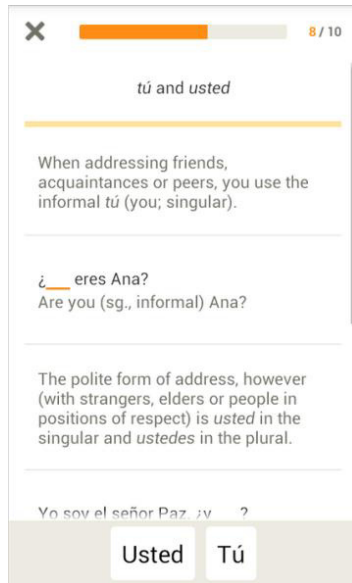 8 / 10
tú and usted
When addressing friends,
acquaintances or peers, you use the
informal tú (you; singular).
¿___ eres Ana?
Are you (sg., informal) Ana?
The polite form of address, however
(with strangers, elders or people in
positions of respect) is usted in the
singular and ustedes in the plural.
Yo soy el señor Paz. ¿y ___?
Usted Tú